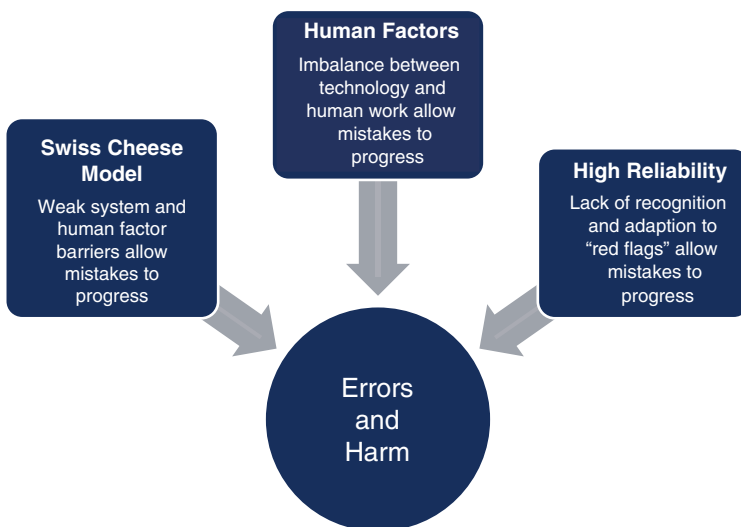 Human Factors
Imbalance between
technology and
human work allow
mistakes to
progress
Swiss Cheese
Model
Weak system and
human factor
barriers allow
mistakes to
progress
High Reliability
Lack of recognition
and adaption to
“red flags” allow
mistakes to
progress
Errors
and
Harm